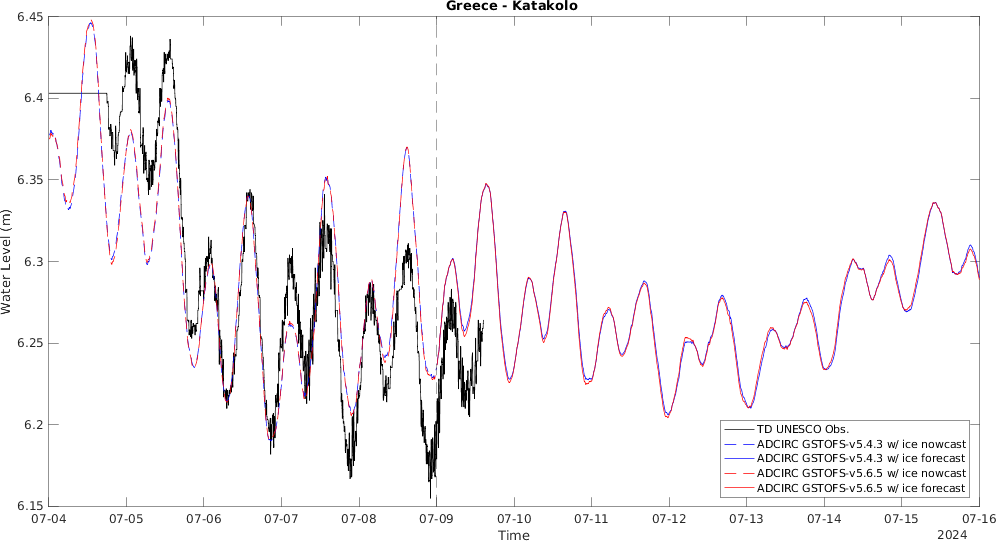 Greece - Katakolo
6.45
6.4
6.35
6.3
6.25
6.2
6.15
Water Level (m)
TD UNESCO Obs.
ADCIRC GSTOFS-v5.4.3 w/ ice nowcast
ADCIRC GSTOFS-v5.4.3 w/ ice forecast
ADCIRC GSTOFS-v5.6.5 w/ ice nowcast
ADCIRC GSTOFS-v5.6.5 w/ ice forecast
07-04 07-05 07-06 07-07 07-08 07-09 07-10 07-11 07-12 07-13 07-14 07-15 07-16
Time
2024